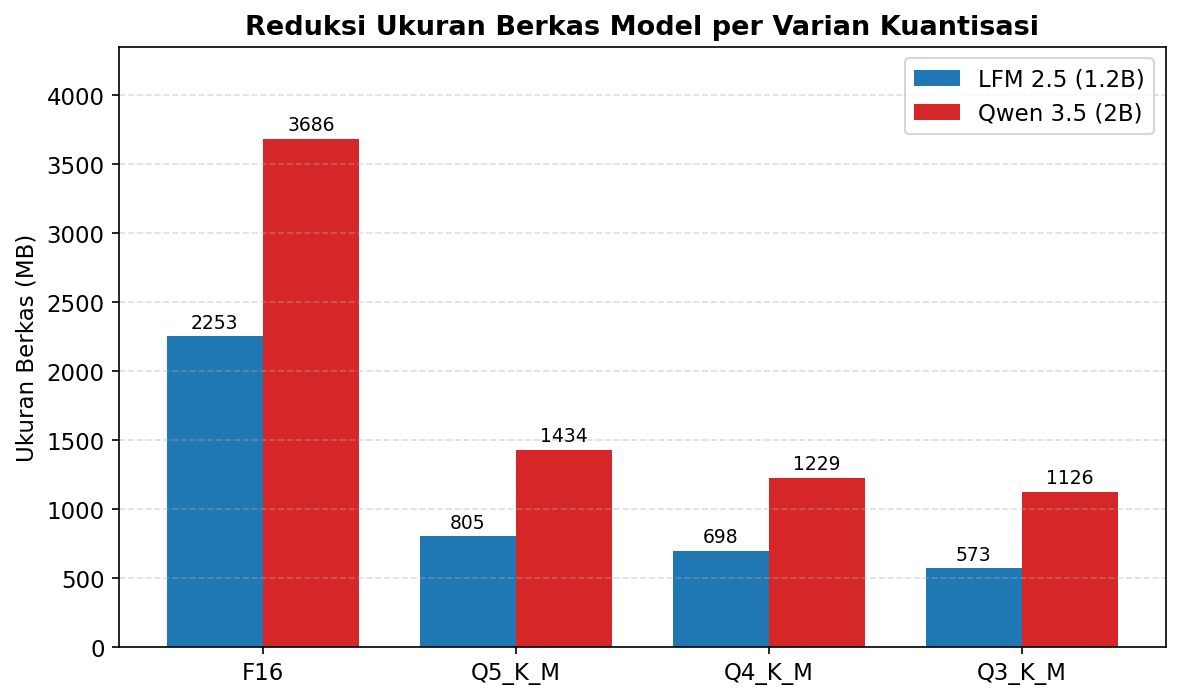 Reduksi Ukuran Berkas Model per Varian Kuantisasi
LFM 2.5 (1.2B)
Qwen 3.5 (2B)
Ukuran Berkas (MB)
4000
3500
3000
2500
2000
1500
1000
500
0
2253
3686
805
1434
698
1229
573
1126
F16
Q5_K_M
Q4_K_M
Q3_K_M